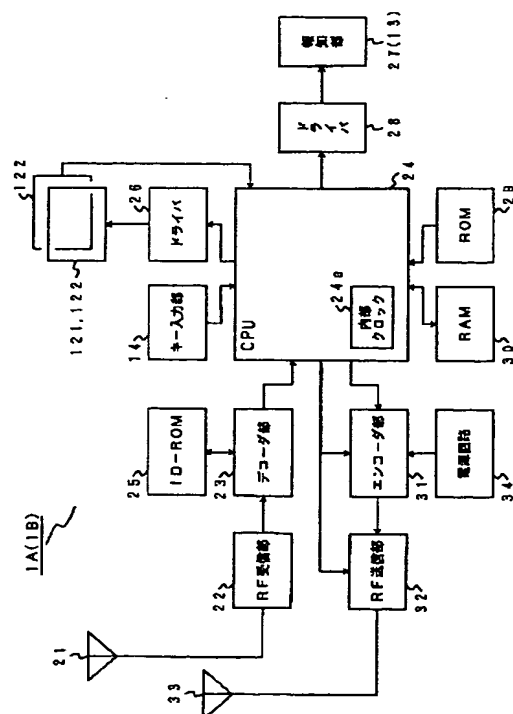 1A(1B)
21
33
22
RF受信部
32
RF送信部
25
ID-ROM
23
デコーダ部
31
エンコーダ部
34
電源回路
121,122
122
26
ドライバ
14
キー入力部
CPU
24
24a
内部
クロック
30
RAM
29
ROM
28
ドライバ
27(13)
報知部